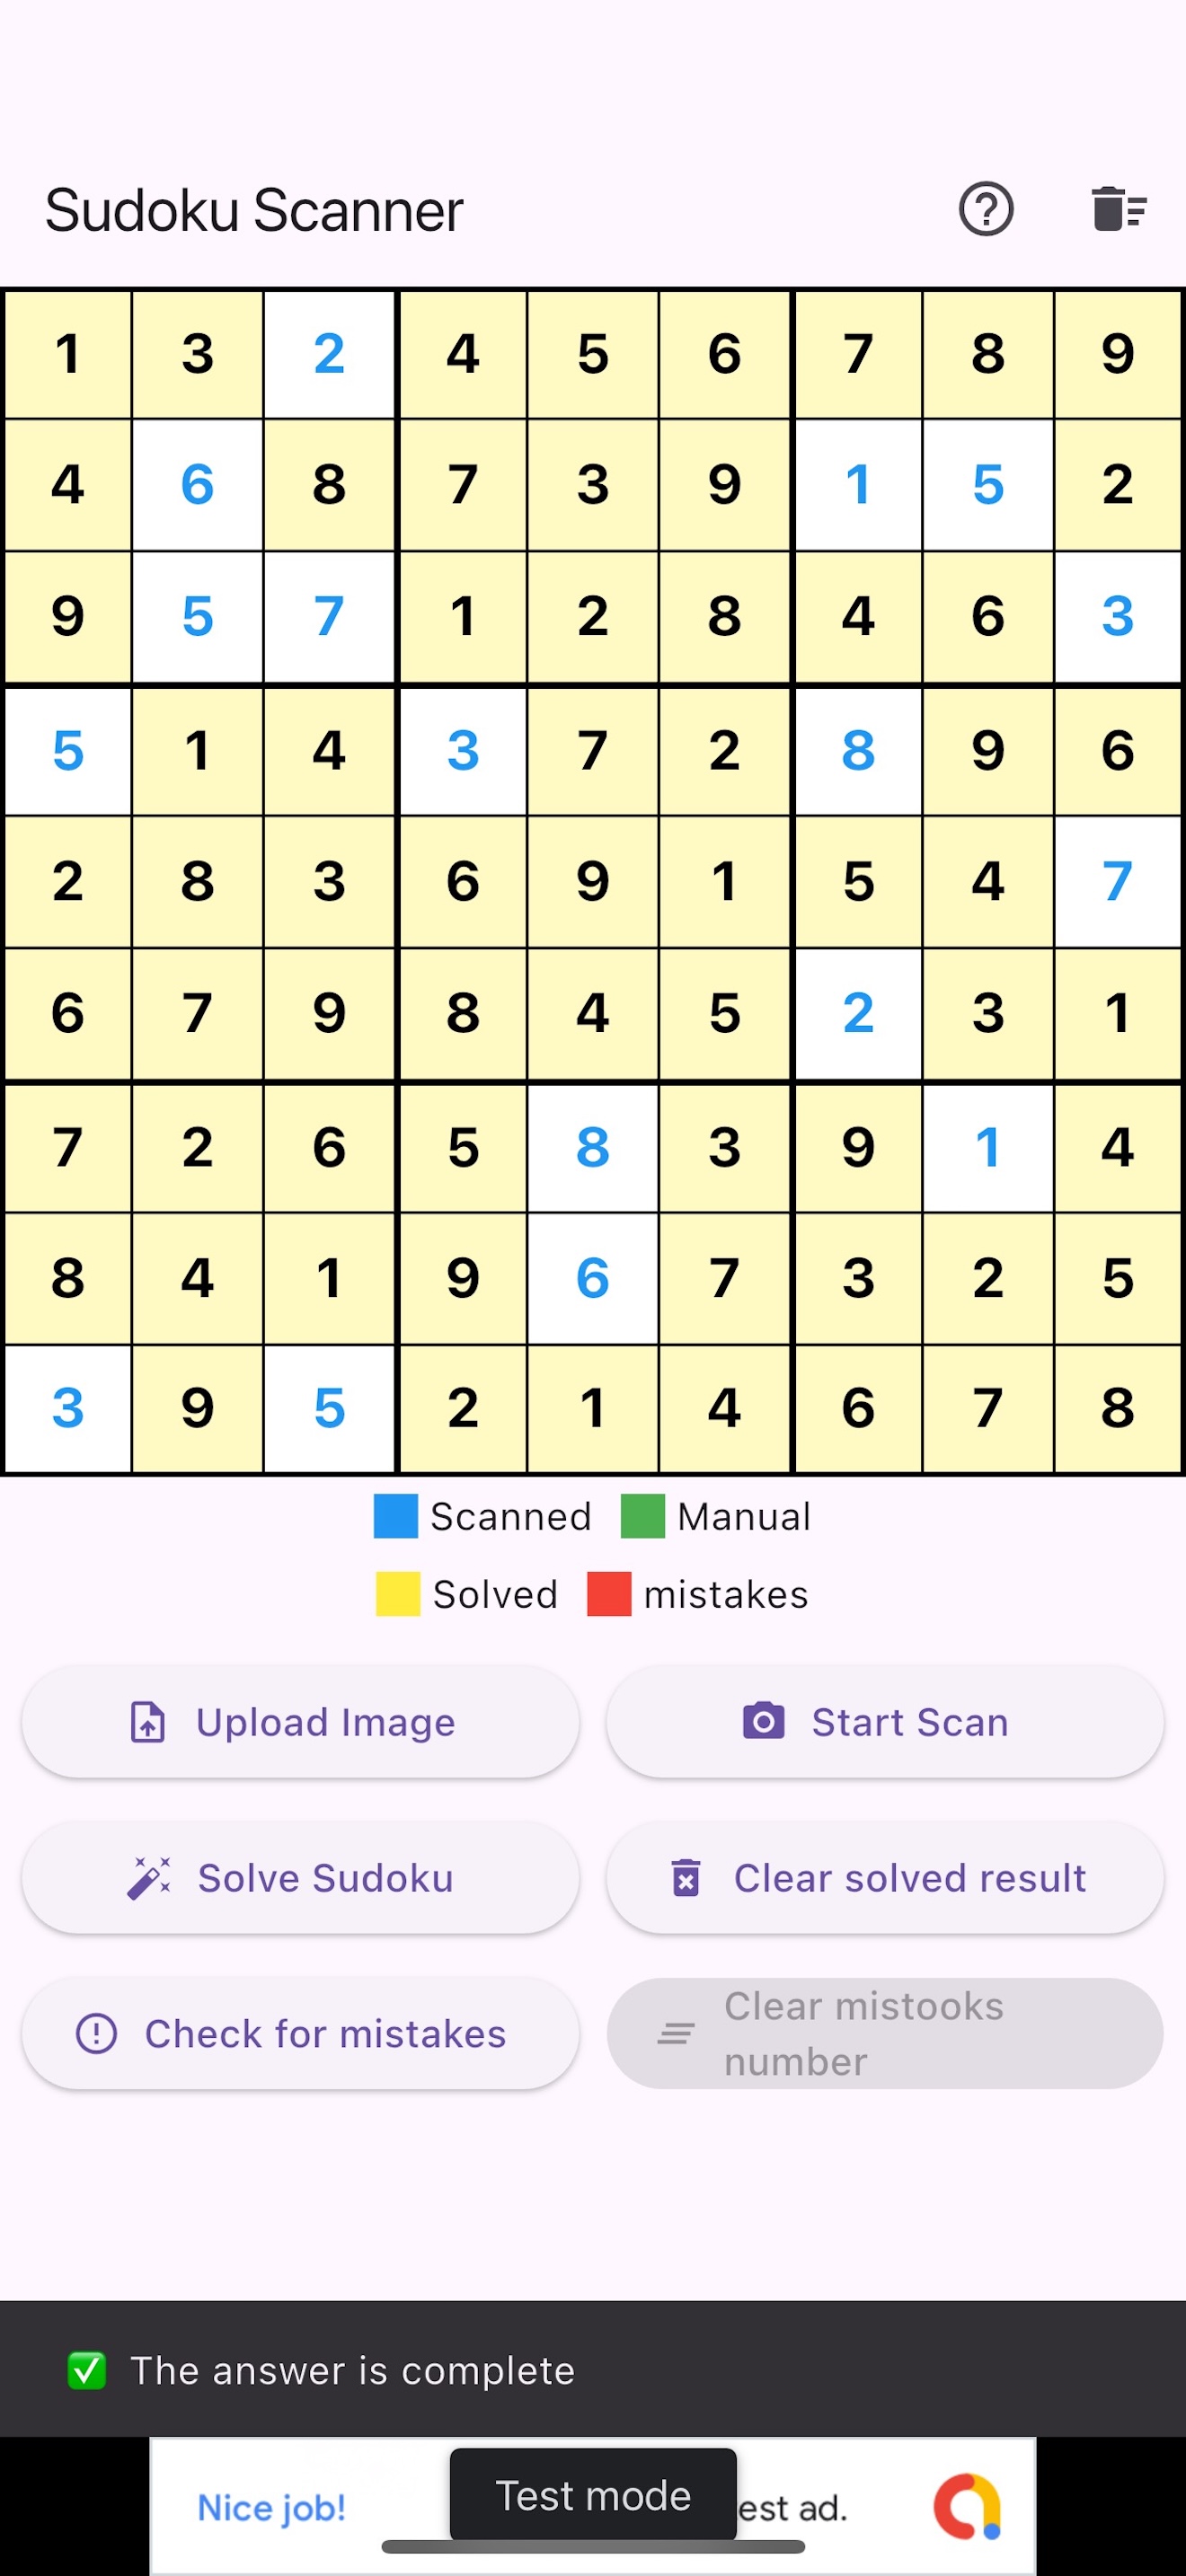 Sudoku Scanner
1 3 2 4 5 6 7 8 9
4 6 8 7 3 9 1 5 2
9 5 7 1 2 8 4 6 3
5 1 4 3 7 2 8 9 6
2 8 3 6 9 1 5 4 7
6 7 9 8 4 5 2 3 1
7 2 6 5 8 3 9 1 4
8 4 1 9 6 7 3 2 5
3 9 5 2 1 4 6 7 8
Scanned Manual
Solved mistakes
Upload Image Start Scan
Solve Sudoku Clear solved result
Check for mistakes Clear mistooks
number
✅ The answer is complete
Nice job! Test mode est ad.